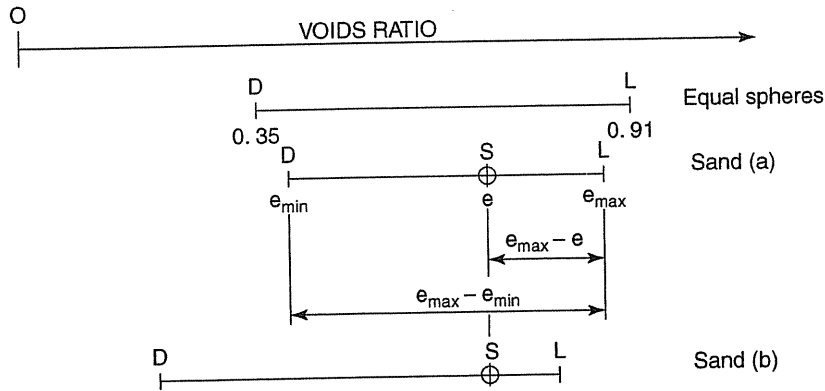 O
VOIDS RATIO
D L
Equal spheres
0.35 0.91
D S L
Sand (a)
e_min e e_max
e_max – e
e_max – e_min
D S L
Sand (b)